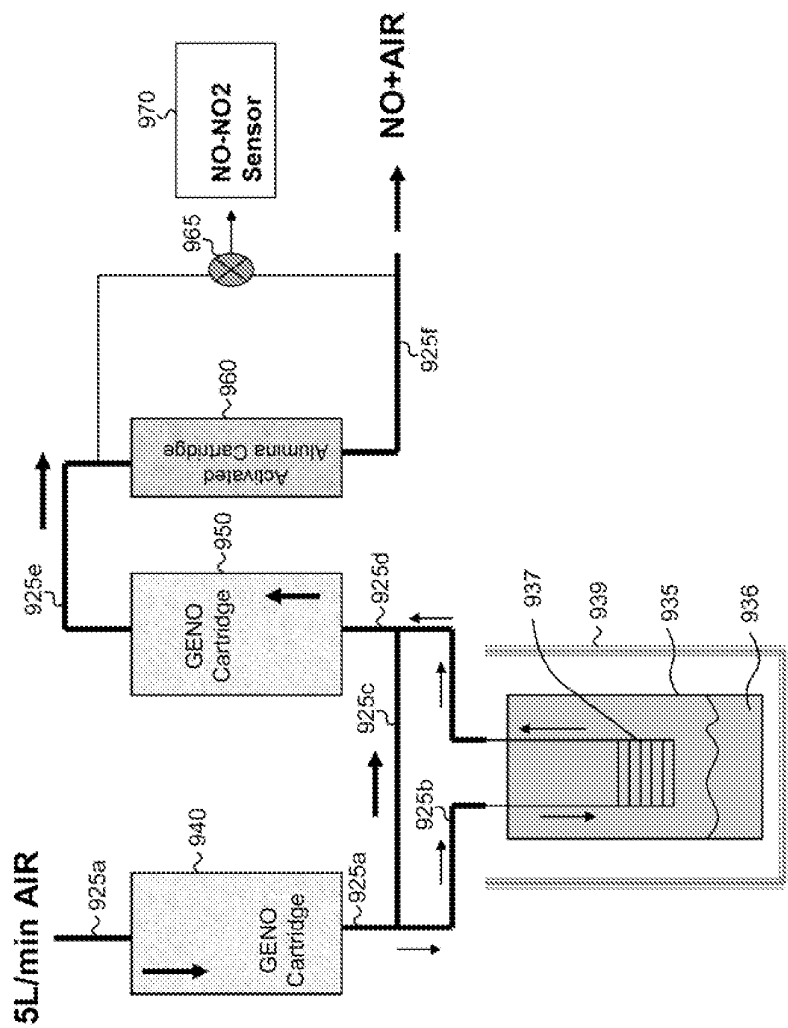 5L/min AIR
925a
940
GENO
Cartridge
925a
925b
925c
925d
GENO
Cartridge
950
925e
Activated
Alumina Cartridge
960
925f
965
970
NO-NO2
Sensor
NO+AIR
937
939
935
936